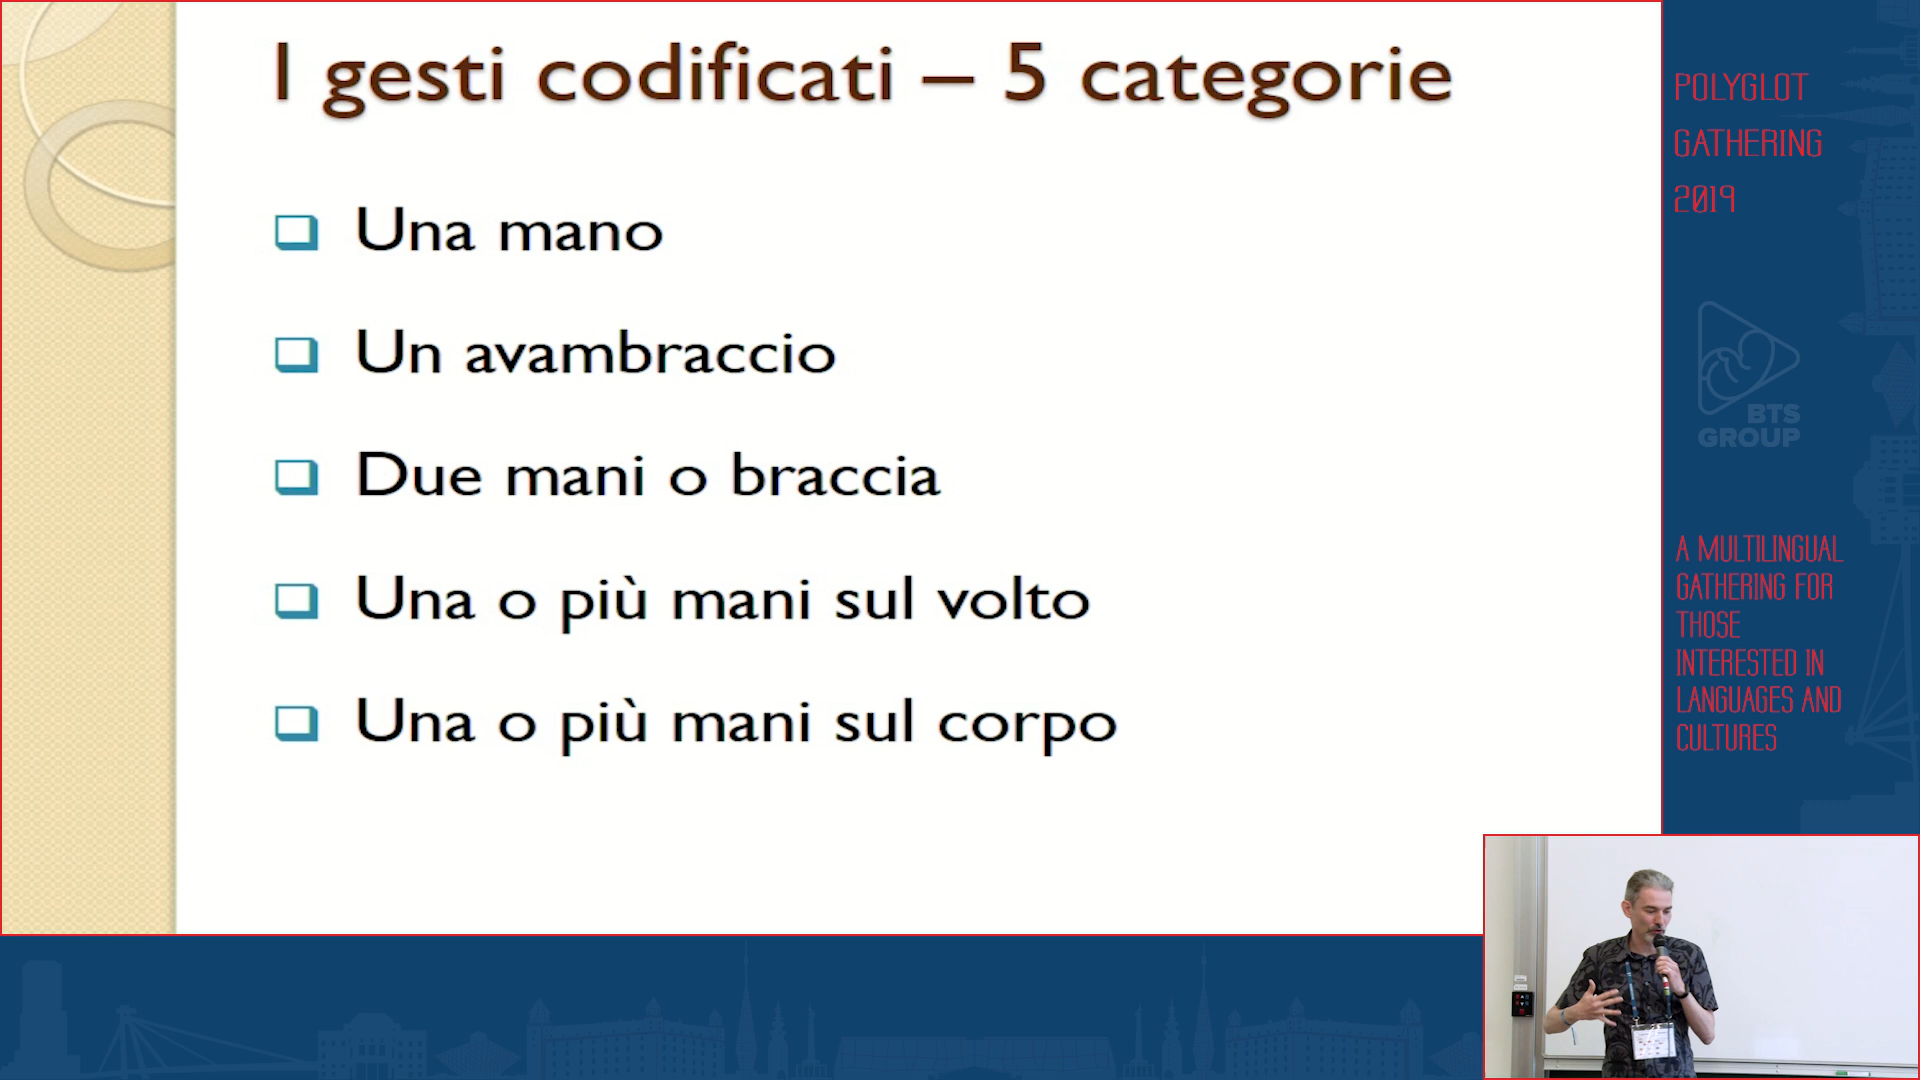 I gesti codificati – 5 categorie
Una mano
Un avambraccio
Due mani o braccia
Una o più mani sul volto
Una o più mani sul corpo
POLYGLOT
GATHERING
2019
BTS
GROUP
A MULTILINGUAL
GATHERING FOR
THOSE
INTERESTED IN
LANGUAGES AND
CULTURES